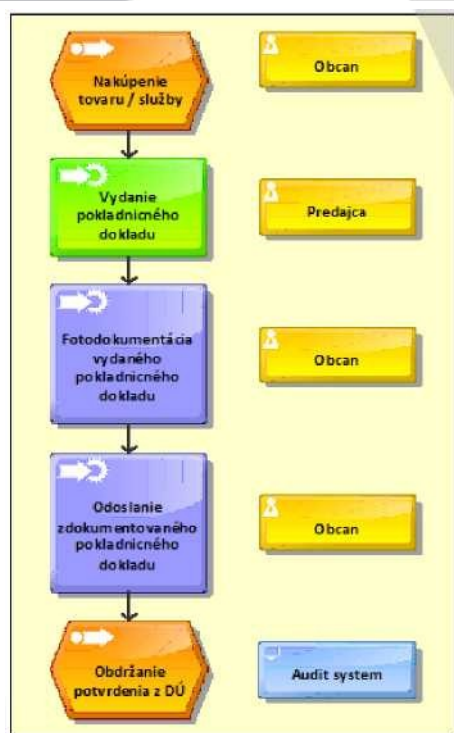 Nakúpenie
tovaru / služby
Obcan
Vydanie
pokladnicného
dokladu
Predajca
Fotodokumentácia
vydaného
pokladnicného
dokladu
Obcan
Odoslanie
zdokumentovaného
pokladnicného
dokladu
Obcan
Obdržanie
potvrdenia z DÚ
Audit system